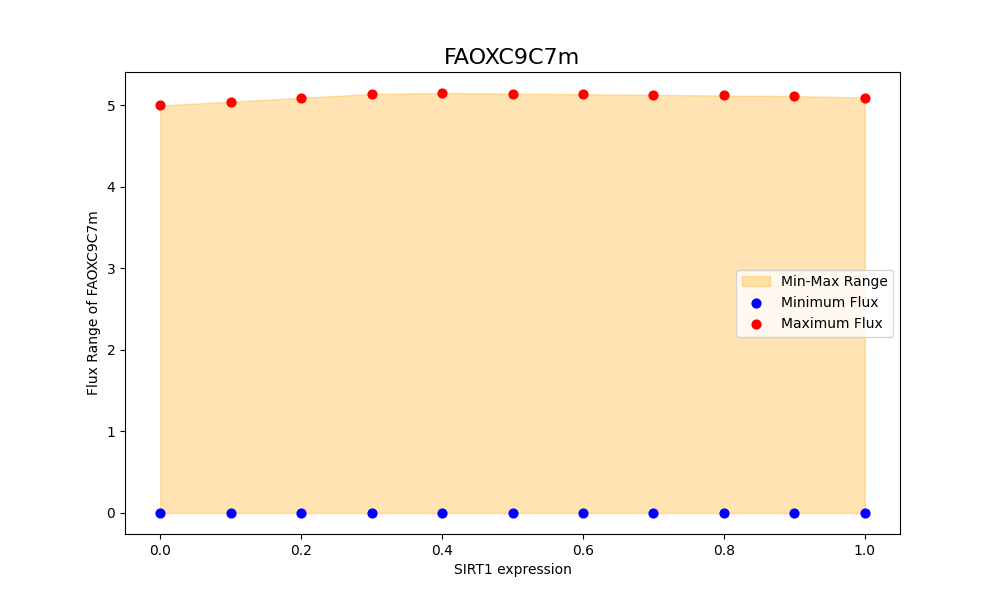 FAOXC9C7m
Flux Range of FAOXC9C7m
5
4
3
2
1
0
Min-Max Range
Minimum Flux
Maximum Flux
0.0 0.2 0.4 0.6 0.8 1.0
SIRT1 expression